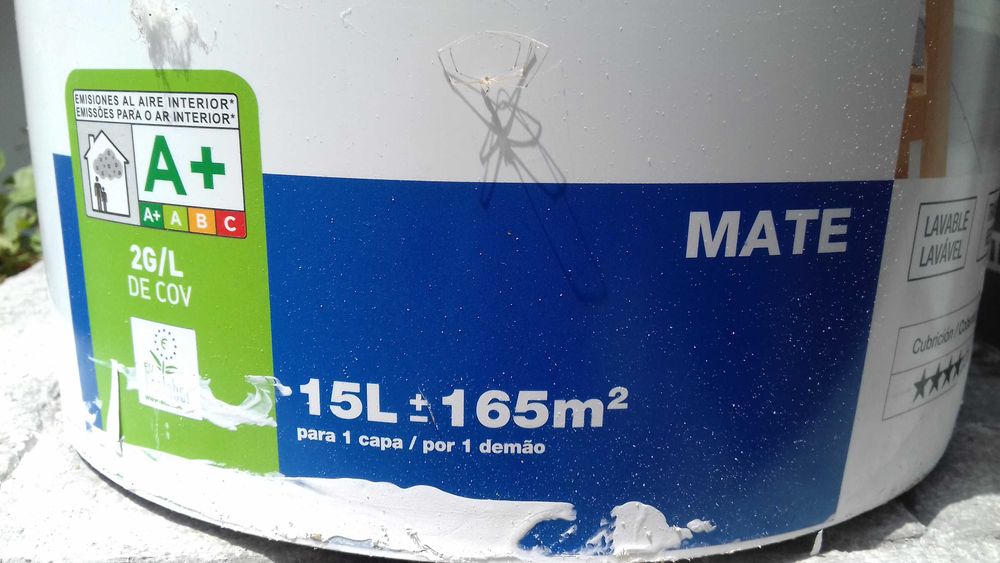 EMISIONES AL AIRE INTERIOR*
EMISSÕES PARA O AR INTERIOR*
A+
A+ A B C
2G/L
DE COV
MATE
15L ± 165m²
para 1 capa / por 1 demão
LAVABLE
LAVÁVEL
Cubrición /